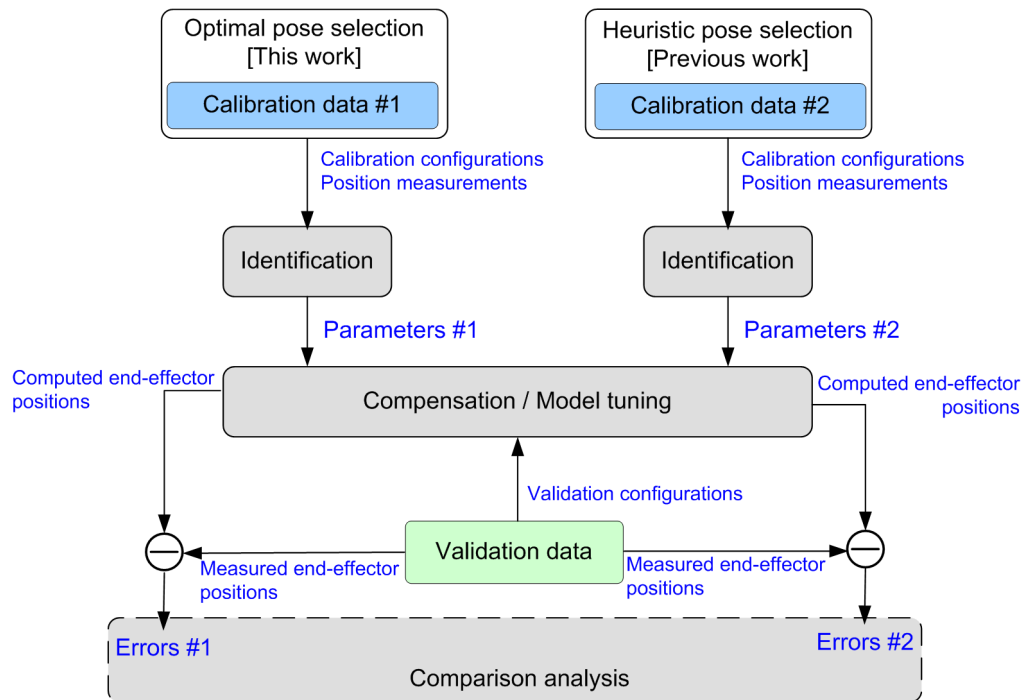 Optimal pose selection
[This work]
Calibration data #1
Heuristic pose selection
[Previous work]
Calibration data #2
Calibration configurations
Position measurements
Calibration configurations
Position measurements
Identification
Identification
Parameters #1
Parameters #2
Computed end-effector
positions
Compensation / Model tuning
Computed end-effector
positions
Validation configurations
Validation data
Measured end-effector
positions
Measured end-effector
positions
Errors #1
Errors #2
Comparison analysis